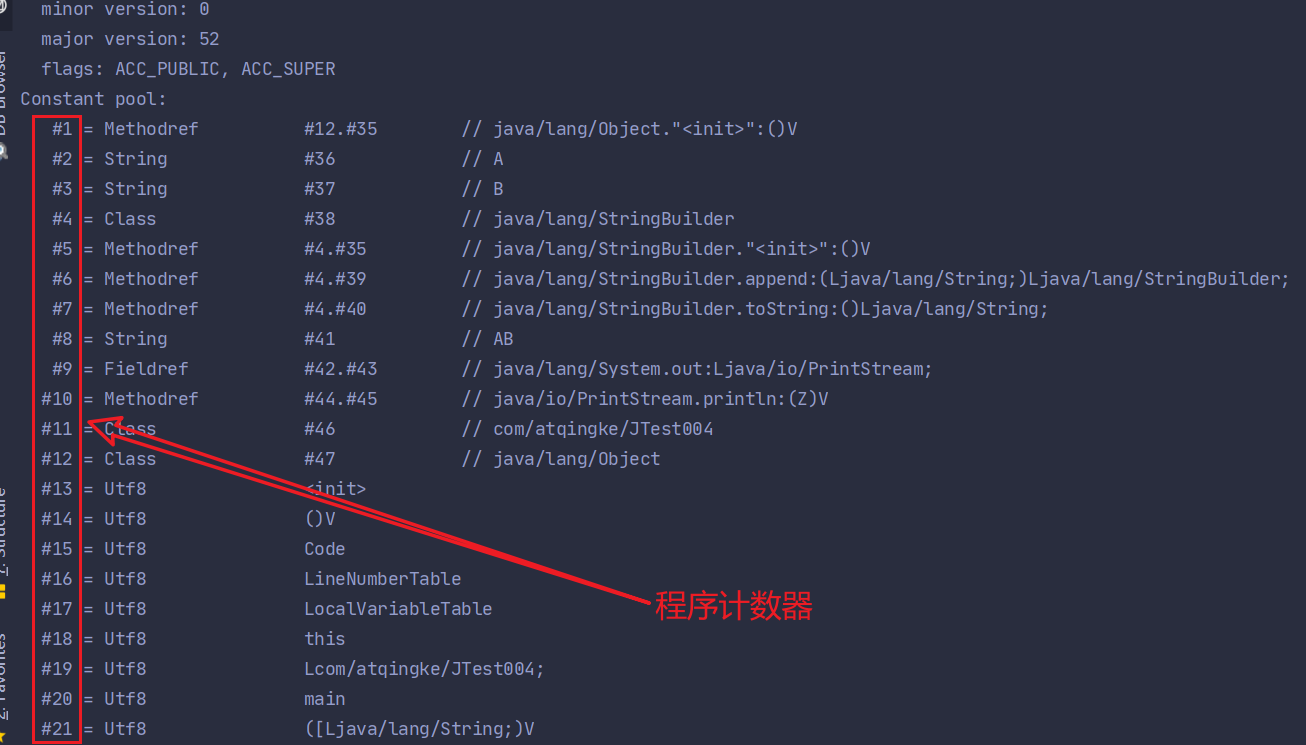 minor version: 0
major version: 52
flags: ACC_PUBLIC, ACC_SUPER
Constant pool:
#1 = Methodref #12.#35 // java/lang/Object."<init>":()V
#2 = String #36 // A
#3 = String #37 // B
#4 = Class #38 // java/lang/StringBuilder
#5 = Methodref #4.#35 // java/lang/StringBuilder."<init>":()V
#6 = Methodref #4.#39 // java/lang/StringBuilder.append:(Ljava/lang/String;)Ljava/lang/StringBuilder;
#7 = Methodref #4.#40 // java/lang/StringBuilder.toString:()Ljava/lang/String;
#8 = String #41 // AB
#9 = Fieldref #42.#43 // java/lang/System.out:Ljava/io/PrintStream;
#10 = Methodref #44.#45 // java/io/PrintStream.println:(Z)V
#11 = Class #46 // com/atqingke/JTest004
#12 = Class #47 // java/lang/Object
#13 = Utf8 <init>
#14 = Utf8 ()V
#15 = Utf8 Code
#16 = Utf8 LineNumberTable
#17 = Utf8 LocalVariableTable
#18 = Utf8 this
#19 = Utf8 Lcom/atqingke/JTest004;
#20 = Utf8 main
#21 = Utf8 ([Ljava/lang/String;)V
程序计数器
DB Browser
7: Structure
2: Favorites